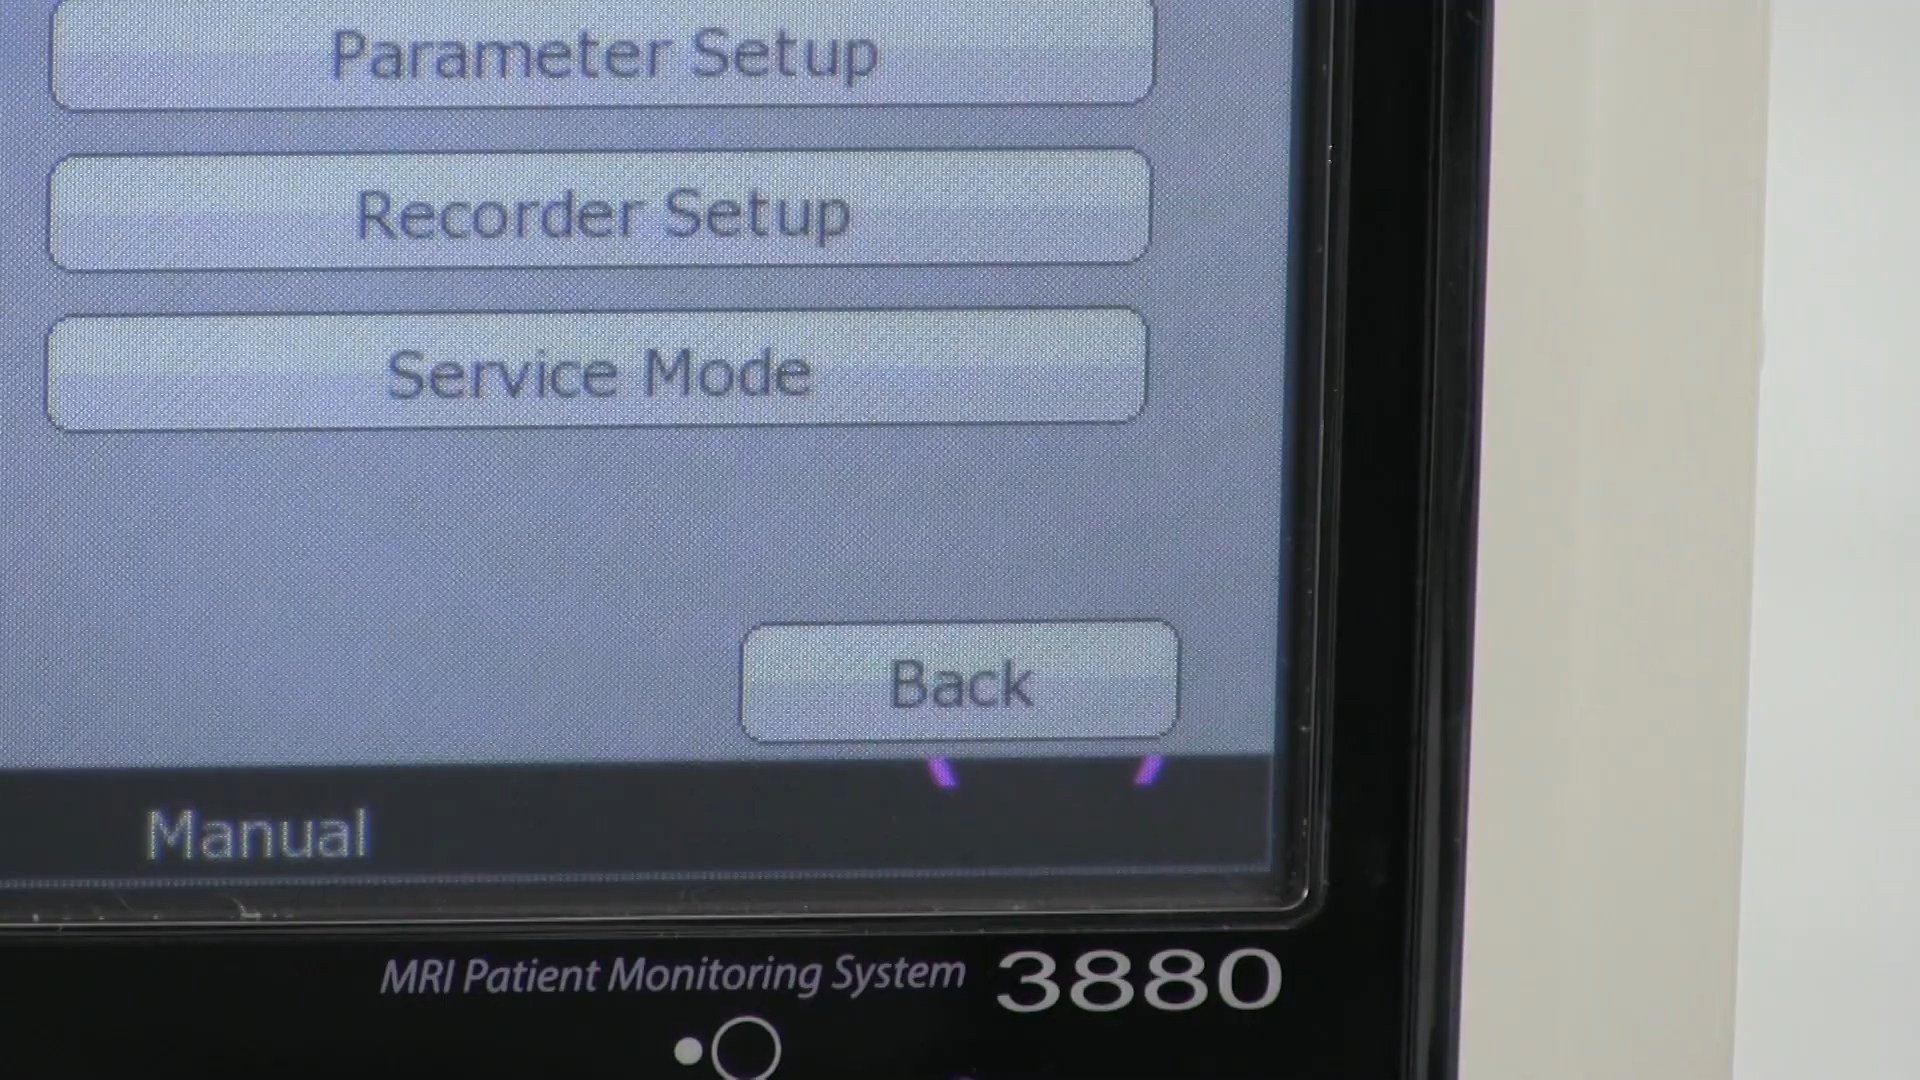 Parameter Setup
Recorder Setup
Service Mode
Back
Manual
MRI Patient Monitoring System 3880